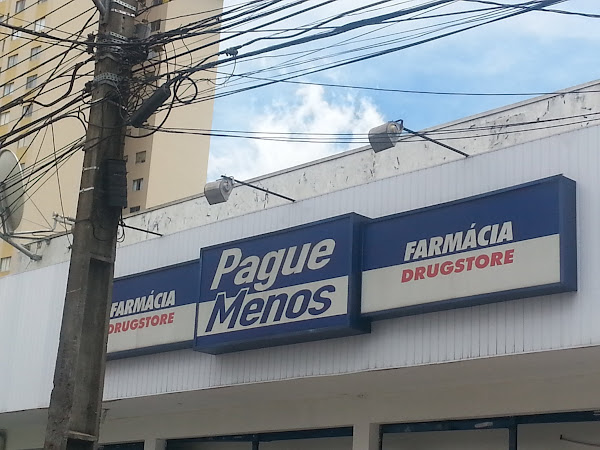 FARMÁCIA
DRUGSTORE
Pague
Menos
FARMÁCIA
DRUGSTORE